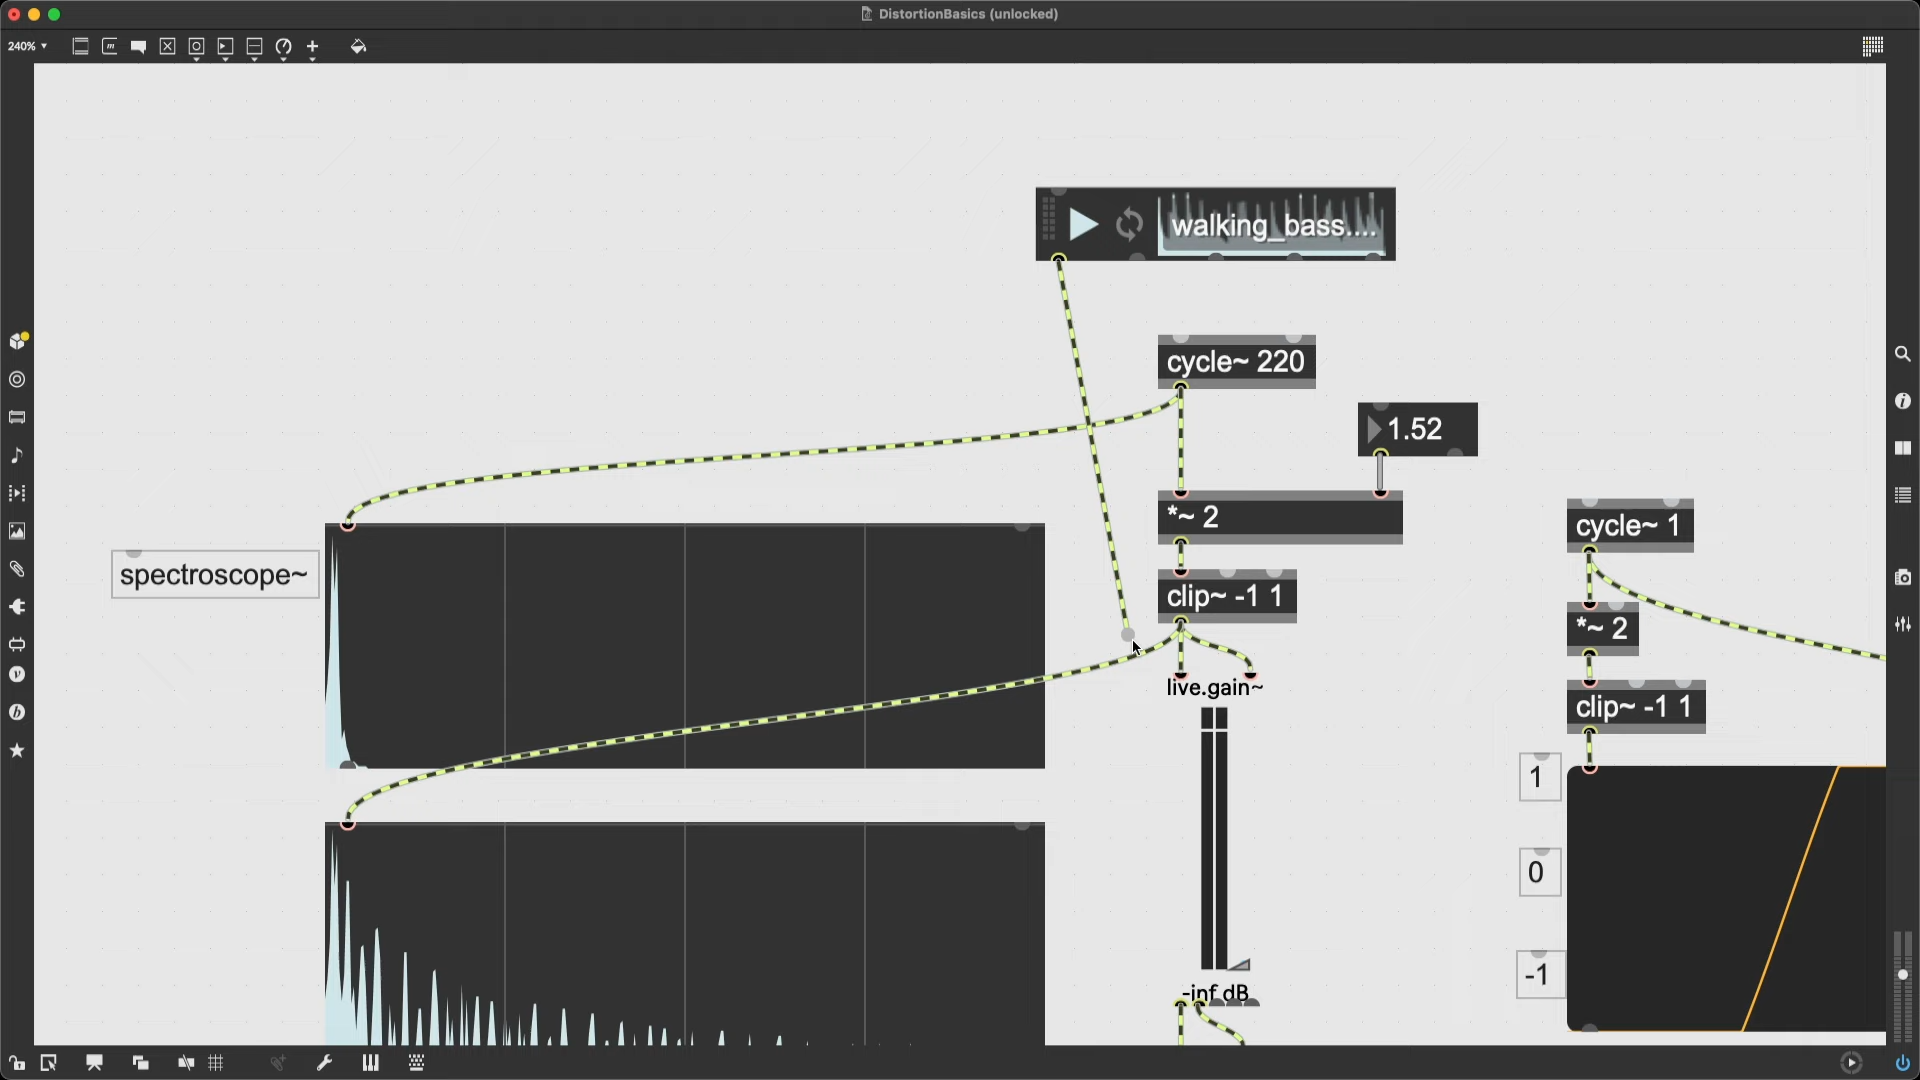 DistortionBasics (unlocked)
240%
walking_bass....
cycle~ 220
1.52
*~ 2
cycle~ 1
spectroscope~
clip~ -1 1
*~ 2
live.gain~
clip~ -1 1
1
0
-1
-inf dB